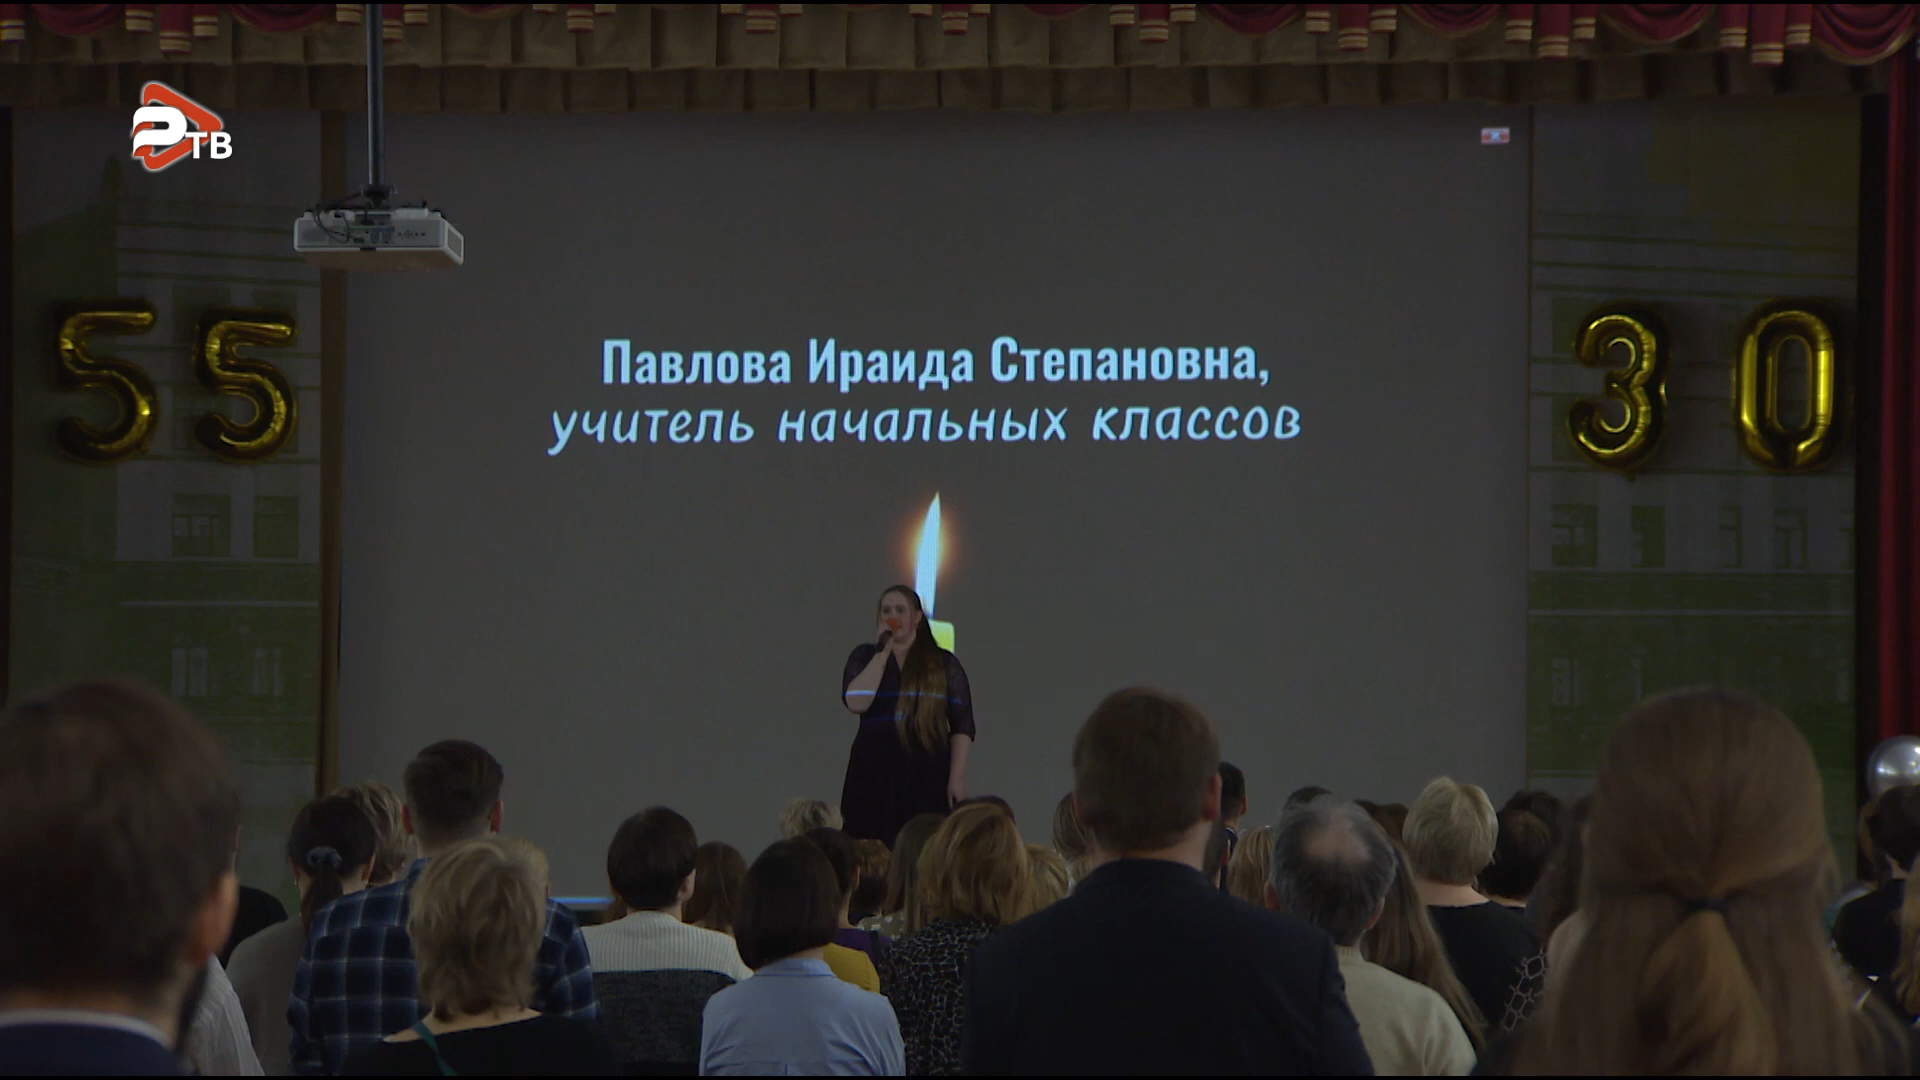 РТВ
55
30
Павлова Ираида Степановна,
учитель начальных классов